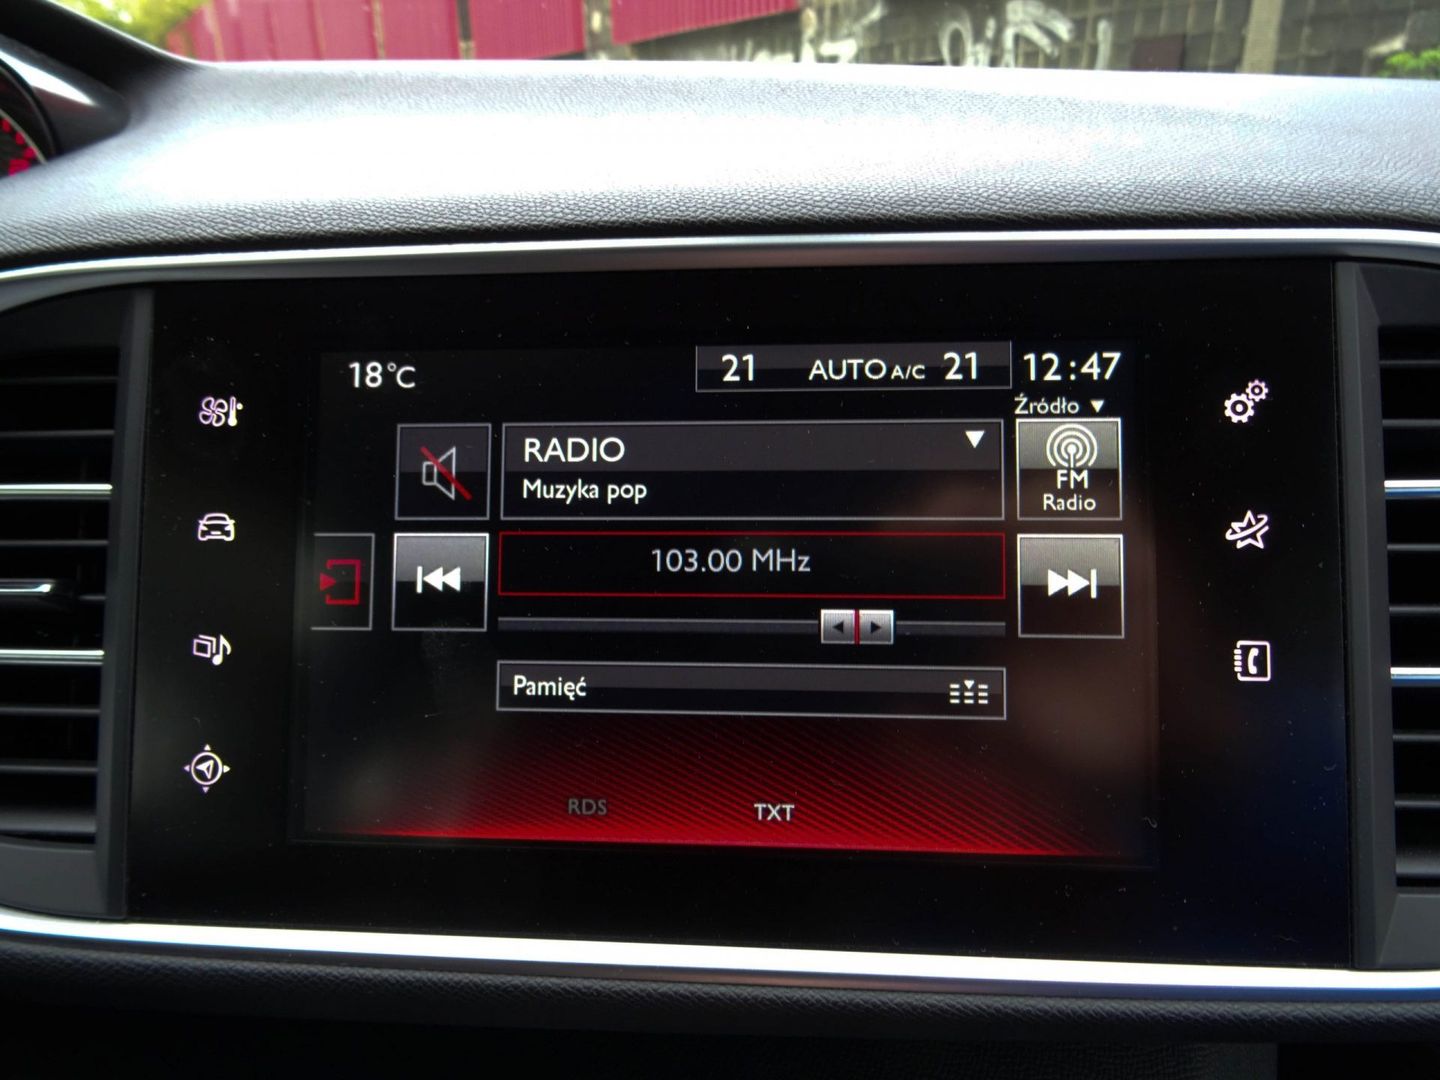 18°C
21 AUTO A/C 21
12:47
Źródło
RADIO
Muzyka pop
FM
Radio
103.00 MHz
Pamięć
RDS
TXT